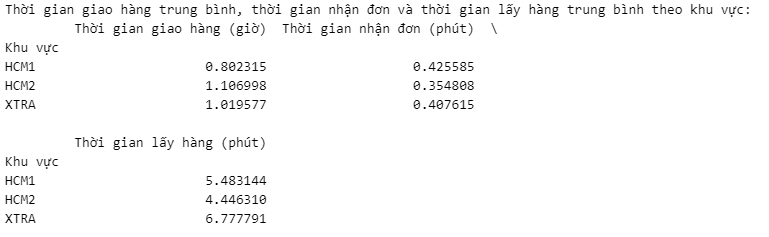 Thời gian giao hàng trung bình, thời gian nhận đơn và thời gian lấy hàng trung bình theo khu vực:
Thời gian giao hàng (giờ) Thời gian nhận đơn (phút) \
Khu vực
HCM1 0.802315 0.425585
HCM2 1.106998 0.354808
XTRA 1.019577 0.407615
Thời gian lấy hàng (phút)
Khu vực
HCM1 5.483144
HCM2 4.446310
XTRA 6.777791